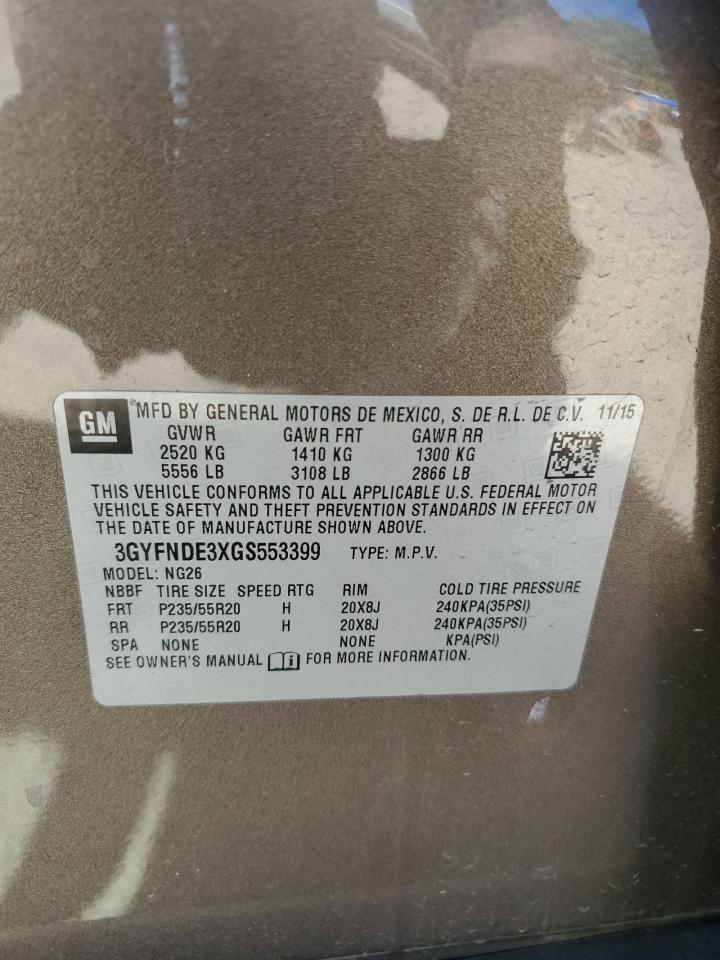 GM ® MFD BY GENERAL MOTORS DE MEXICO, S. DE R.L. DE C.V. 11/15
GVWR GAWR FRT GAWR RR
2520 KG 1410 KG 1300 KG
5556 LB 3108 LB 2866 LB
THIS VEHICLE CONFORMS TO ALL APPLICABLE U.S. FEDERAL MOTOR
VEHICLE SAFETY AND THEFT PREVENTION STANDARDS IN EFFECT ON
THE DATE OF MANUFACTURE SHOWN ABOVE.
3GYFNDE3XGS553399 TYPE: M.P.V.
MODEL: NG26
NBBF TIRE SIZE SPEED RTG RIM COLD TIRE PRESSURE
FRT P235/55R20 H 20X8J 240KPA(35PSI)
RR P235/55R20 H 20X8J 240KPA(35PSI)
SPA NONE NONE KPA(PSI)
SEE OWNER'S MANUAL FOR MORE INFORMATION.